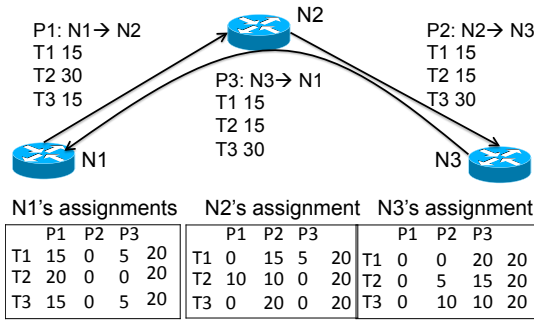 P1: N1→ N2
T1 15
T2 30
T3 15
N2
P2: N2→ N3
T1 15
T2 15
T3 30
P3: N3→ N1
T1 15
T2 15
T3 30
N1
N3
N1's assignments
P1 P2 P3
T1 15 0 5 20
T2 20 0 0 20
T3 15 0 5 20
N2's assignment
P1 P2 P3
T1 0 15 5 20
T2 10 10 0 20
T3 0 20 0 20
N3's assignment
P1 P2 P3
T1 0 0 20 20
T2 0 5 15 20
T3 0 10 10 20